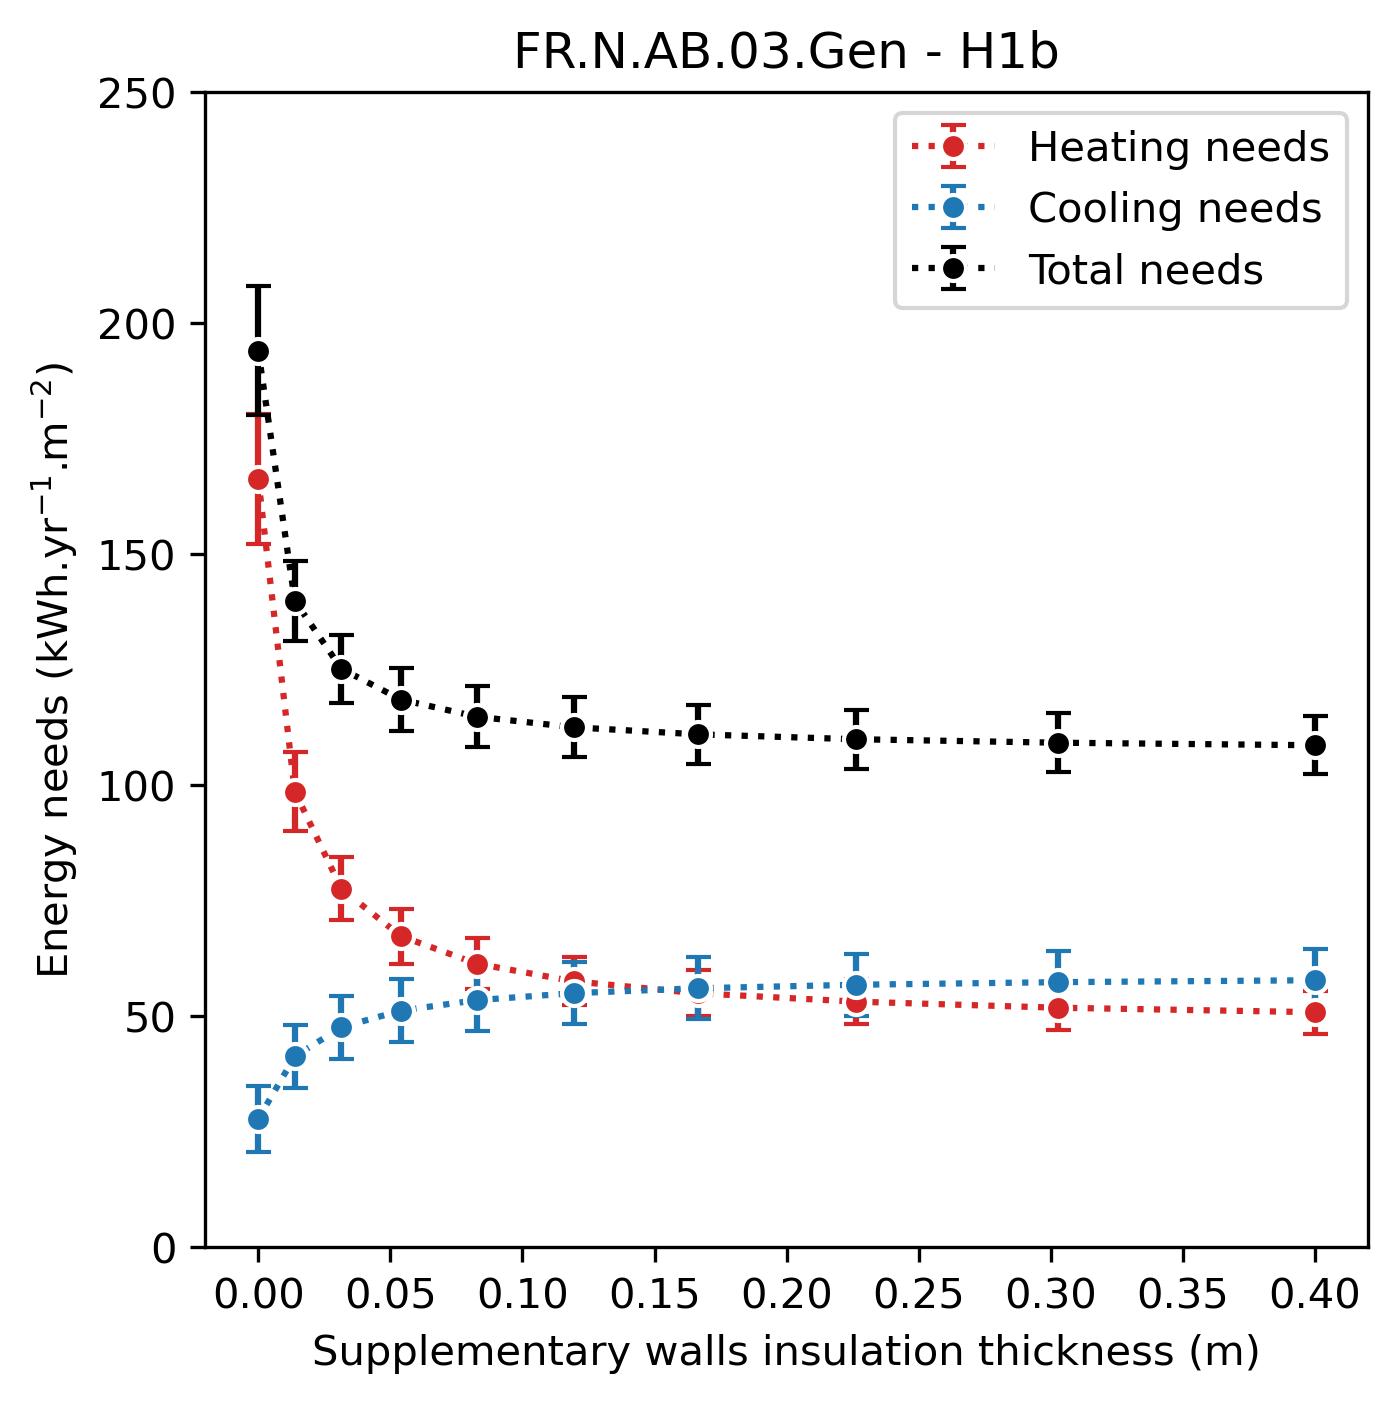 FR.N.AB.03.Gen - H1b
250
200
150
100
50
0
Energy needs (kWh.yr⁻¹.m⁻²)
Heating needs
Cooling needs
Total needs
0.00 0.05 0.10 0.15 0.20 0.25 0.30 0.35 0.40
Supplementary walls insulation thickness (m)